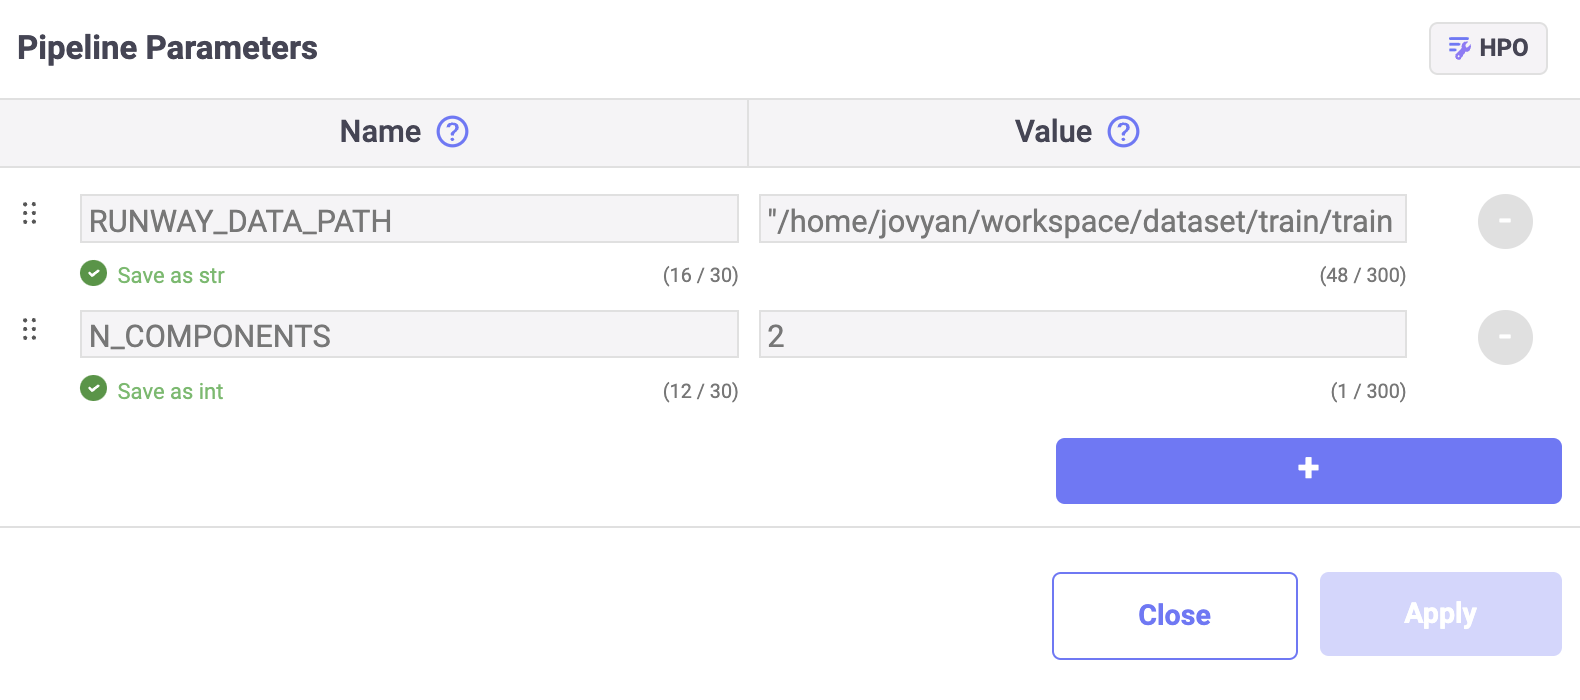 Pipeline Parameters
HPO
Name ?
Value ?
RUNWAY_DATA_PATH
"/home/jovyan/workspace/dataset/train/train
Save as str
(16 / 30)
(48 / 300)
N_COMPONENTS
2
Save as int
(12 / 30)
(1 / 300)
+
Close
Apply